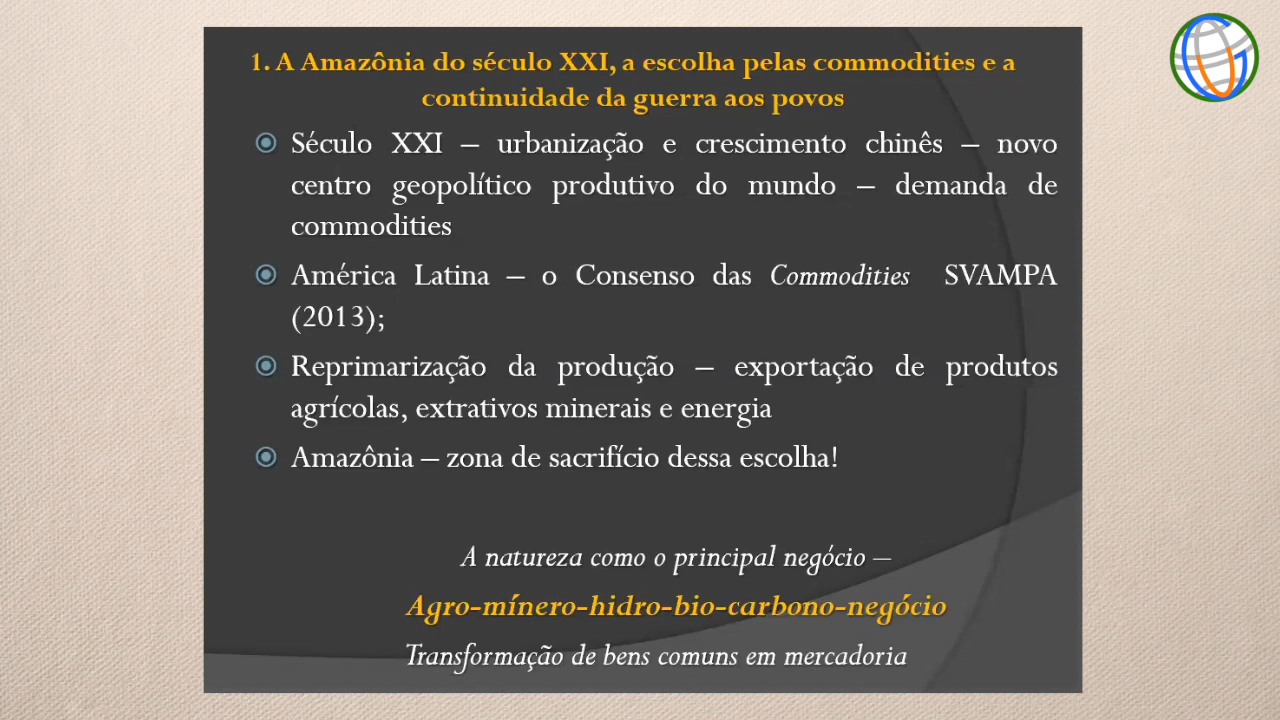 1. A Amazônia do século XXI, a escolha pelas commodities e a
continuidade da guerra aos povos
Século XXI – urbanização e crescimento chinês – novo
centro geopolítico produtivo do mundo – demanda de
commodities
América Latina – o Consenso das Commodities SVAMPA
(2013);
Reprimarização da produção – exportação de produtos
agrícolas, extrativos minerais e energia
Amazônia – zona de sacrifício dessa escolha!
A natureza como o principal negócio –
Agro-mínero-hidro-bio-carbono-negócio
Transformação de bens comuns em mercadoria